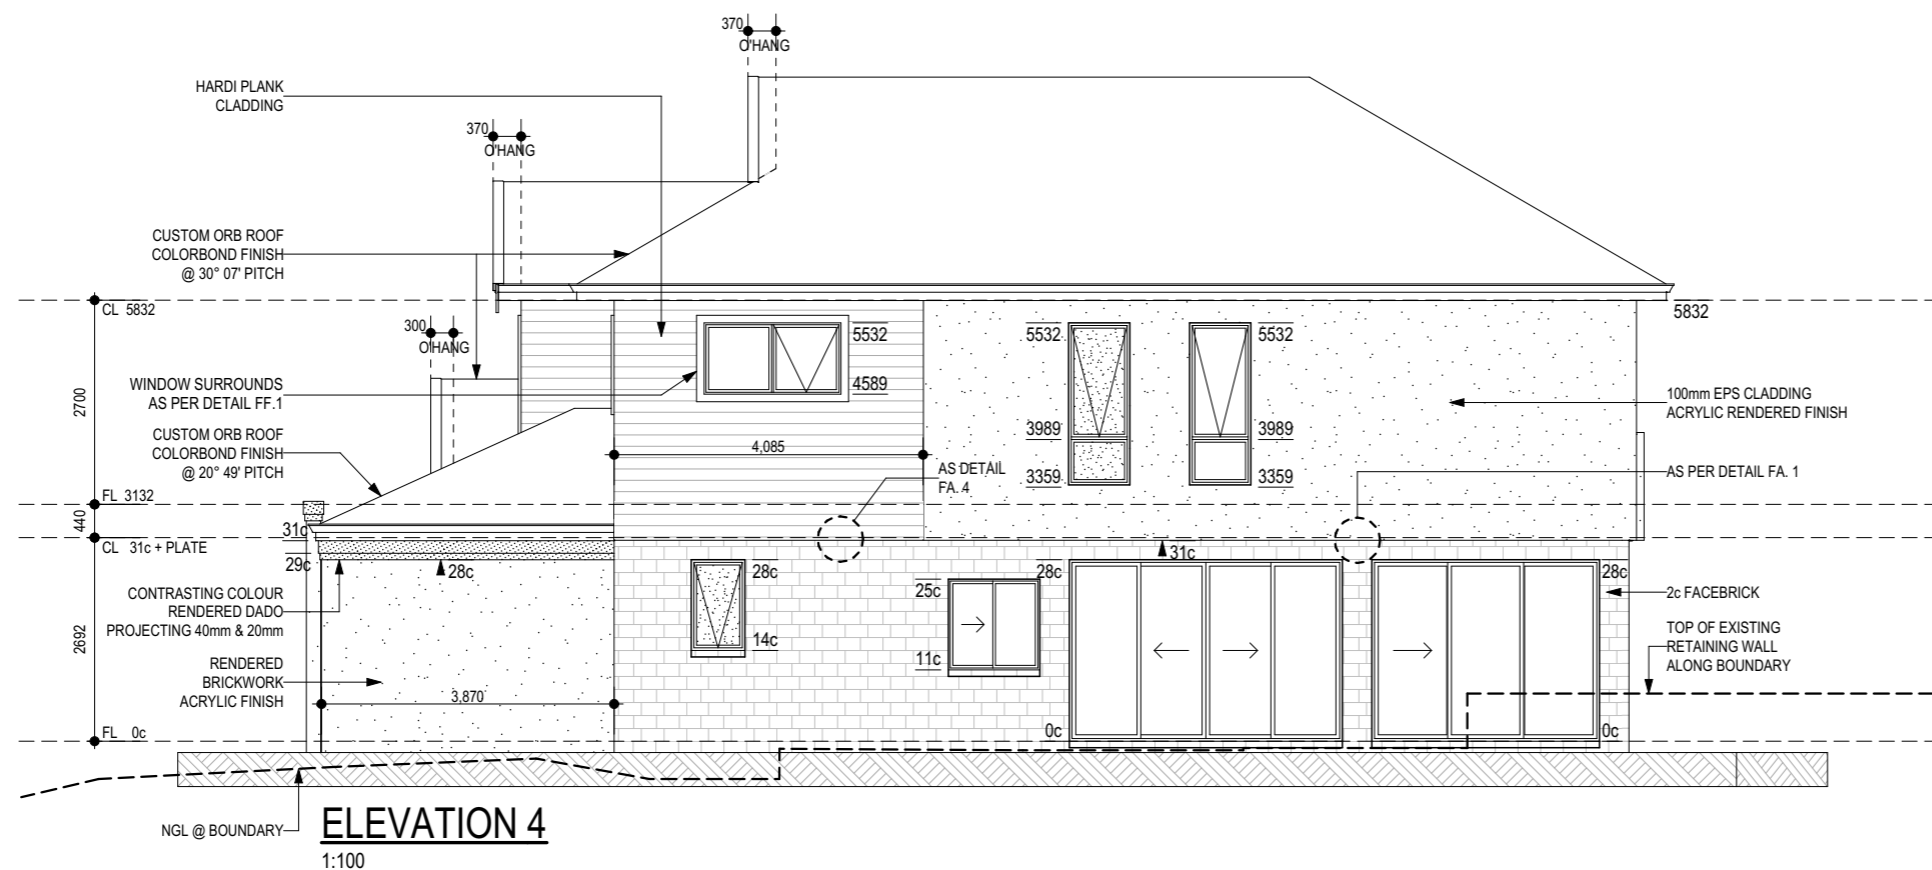 370
O'HANG
HARDI PLANK
CLADDING
370
O'HANG
CUSTOM ORB ROOF
COLORBOND FINISH
@ 30° 07' PITCH
CL 5832
5832
300
O'HANG
5532
5532
5532
WINDOW SURROUNDS
AS PER DETAIL FF.1
4589
2700
100mm EPS CLADDING
ACRYLIC RENDERED FINISH
3989
3989
CUSTOM ORB ROOF
COLORBOND FINISH
@ 20° 49' PITCH
4,085
AS DETAIL
FA. 4
3359
3359
AS PER DETAIL FA. 1
FL 3132
440
31c
CL 31c + PLATE
31c
29c
28c
28c
28c
28c
25c
CONTRASTING COLOUR
RENDERED DADO
PROJECTING 40mm & 20mm
2c FACEBRICK
2692
14c
11c
TOP OF EXISTING
RETAINING WALL
ALONG BOUNDARY
RENDERED
BRICKWORK
ACRYLIC FINISH
3,870
FL 0c
0c
0c
NGL @ BOUNDARY
ELEVATION 4
1:100